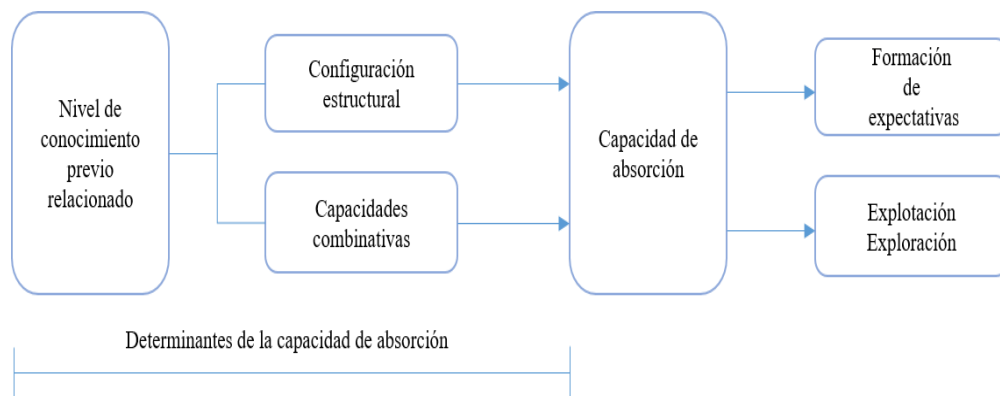 Nivel de
conocimiento
previo
relacionado
Configuración
estructural
Capacidades
combinativas
Capacidad de
absorción
Formación
de
expectativas
Explotación
Exploración
Determinantes de la capacidad de absorción